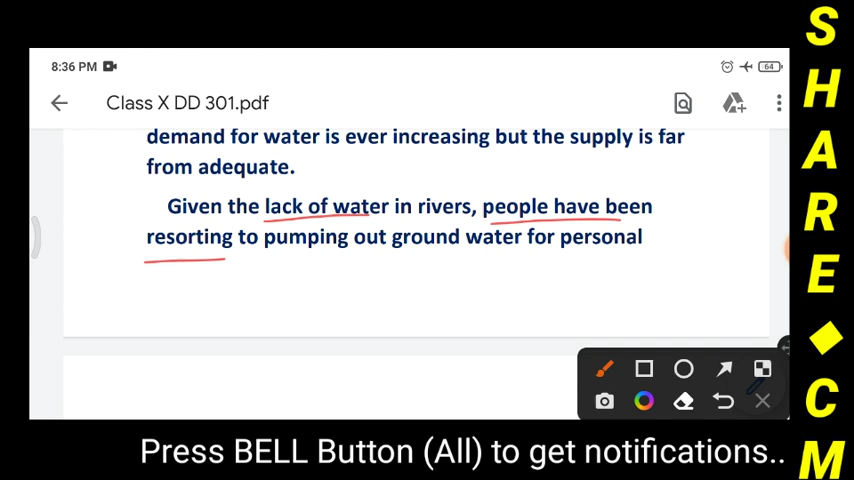 8:36 PM
64
Class X DD 301.pdf
demand for water is ever increasing but the supply is far
from adequate.
Given the lack of water in rivers, people have been
resorting to pumping out ground water for personal
Press BELL Button (All) to get notifications..
SHARE◆CM